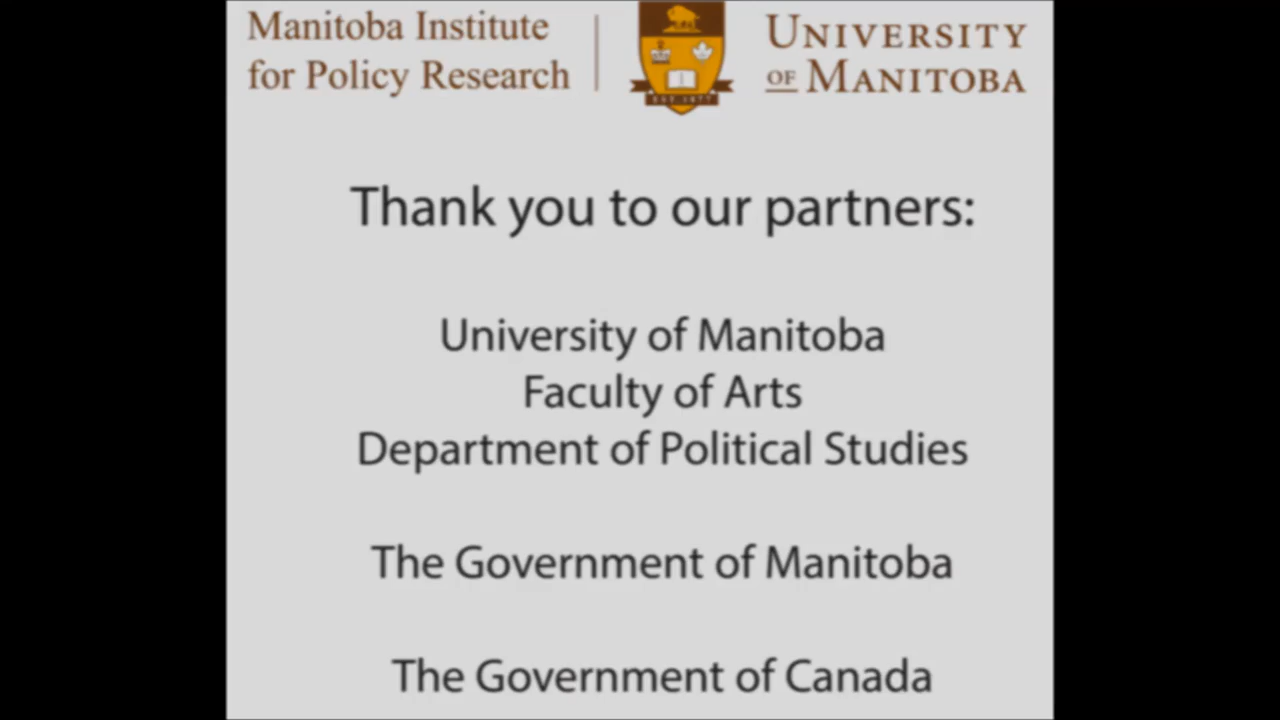 Manitoba Institute
for Policy Research
UNIVERSITY
OF MANITOBA
Thank you to our partners:
University of Manitoba
Faculty of Arts
Department of Political Studies
The Government of Manitoba
The Government of Canada